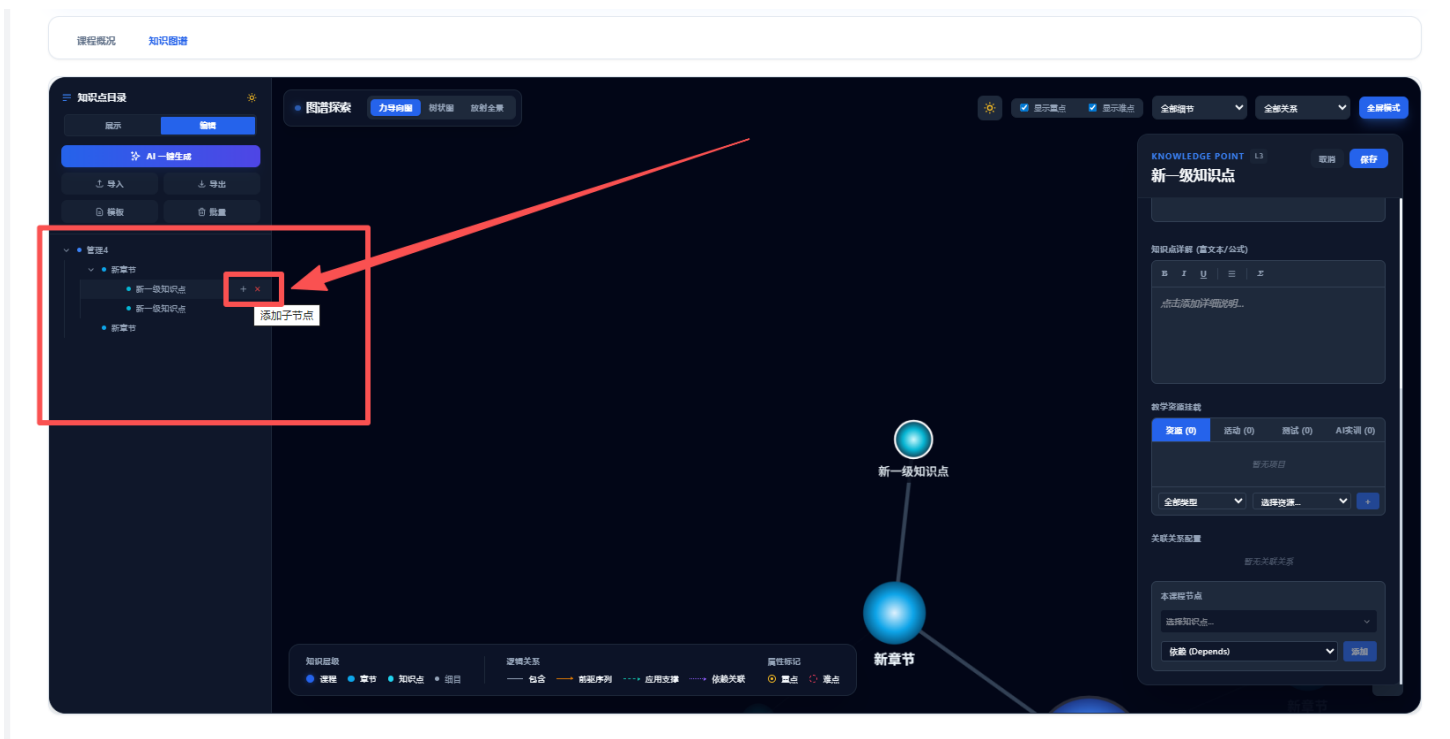 课程概况 知识图谱
知识点目录
展示 编辑
AI 一键生成
导入 导出
模板 批量
管理4
新章节
新一级知识点 + ×
新一级知识点
新章节
添加子节点
图谱探索 力导向图 树状图 放射全景
显示重点 显示难点 全部细节 全部关系 全屏模式
KNOWLEDGE POINT L3 取消 保存
新一级知识点
知识点详解 (富文本/公式)
B I U Σ
点击添加详细说明...
教学资源挂载
资源 (0) 活动 (0) 测试 (0) AI实训 (0)
暂无项目
全部类型 选择资源... +
关联关系配置
暂无关联关系
本课程节点
选择知识点...
依赖 (Depends) 添加
新一级知识点
新章节
知识层级 逻辑关系 属性标记
课程 章节 知识点 细目 包含 前驱序列 应用支撑 依赖关联 重点 难点
新章节